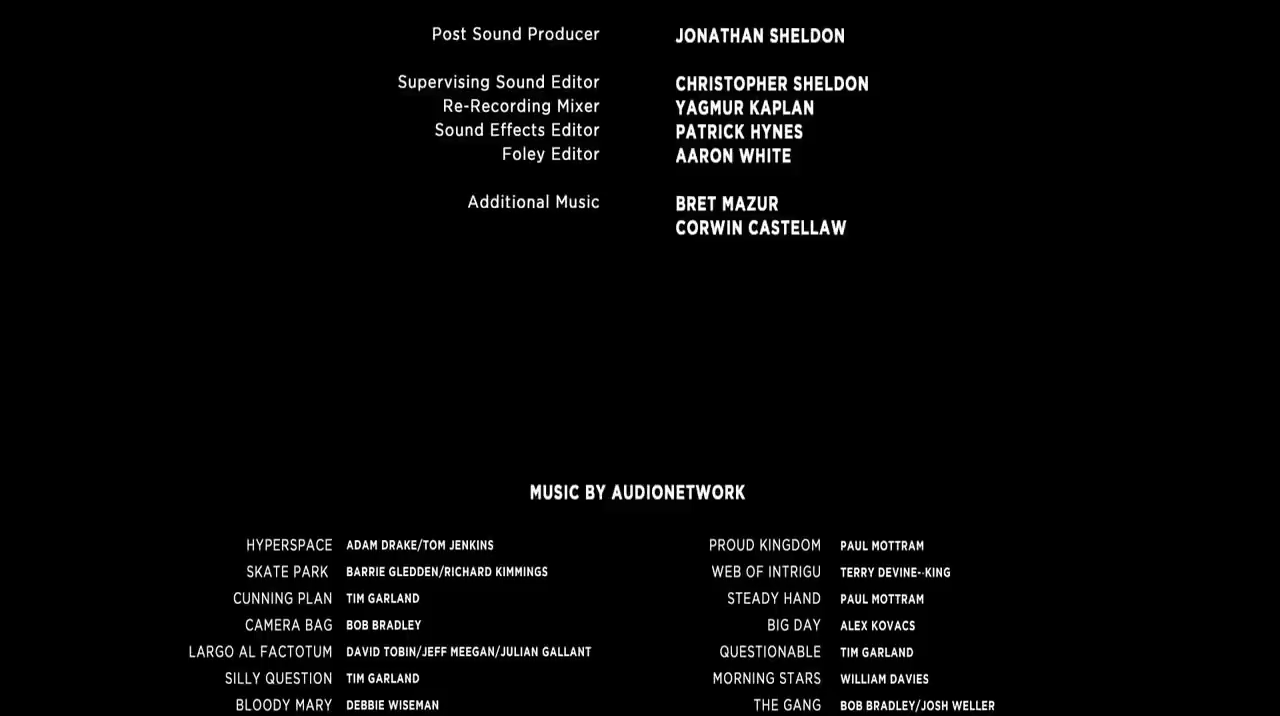 Post Sound Producer JONATHAN SHELDON
Supervising Sound Editor CHRISTOPHER SHELDON
Re-Recording Mixer YAGMUR KAPLAN
Sound Effects Editor PATRICK HYNES
Foley Editor AARON WHITE
Additional Music BRET MAZUR
CORWIN CASTELLAW
MUSIC BY AUDIONETWORK
HYPERSPACE ADAM DRAKE/TOM JENKINS
SKATE PARK BARRIE GLEDDEN/RICHARD KIMMINGS
CUNNING PLAN TIM GARLAND
CAMERA BAG BOB BRADLEY
LARGO AL FACTOTUM DAVID TOBIN/JEFF MEEGAN/JULIAN GALLANT
SILLY QUESTION TIM GARLAND
BLOODY MARY DEBBIE WISEMAN
PROUD KINGDOM PAUL MOTTRAM
WEB OF INTRIGU TERRY DEVINE--KING
STEADY HAND PAUL MOTTRAM
BIG DAY ALEX KOVACS
QUESTIONABLE TIM GARLAND
MORNING STARS WILLIAM DAVIES
THE GANG BOB BRADLEY/JOSH WELLER